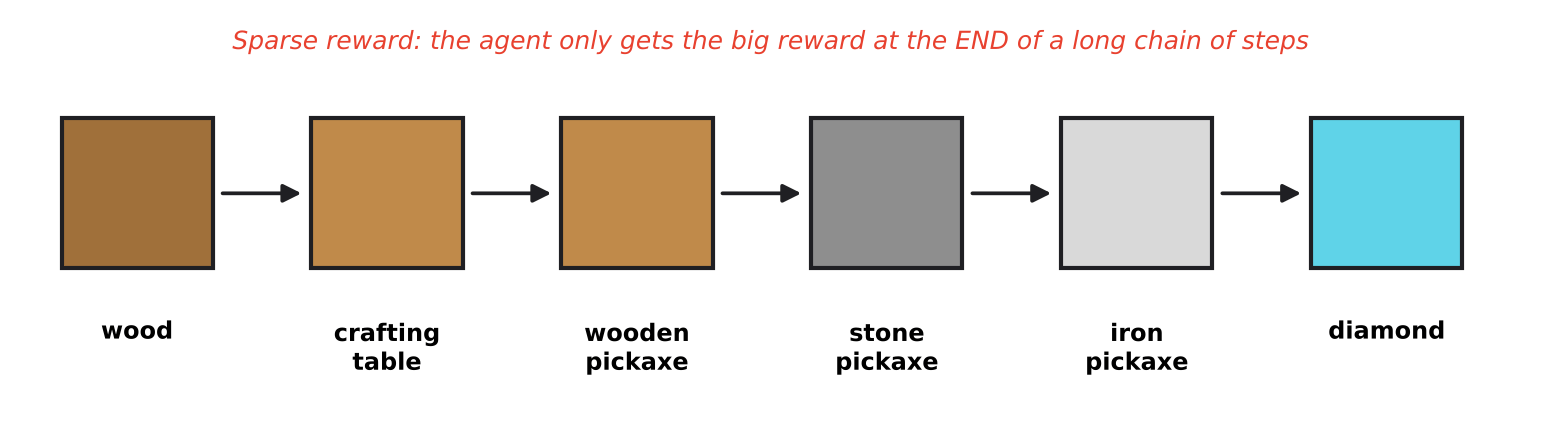 Sparse reward: the agent only gets the big reward at the END of a long chain of steps
wood
crafting
table
wooden
pickaxe
stone
pickaxe
iron
pickaxe
diamond